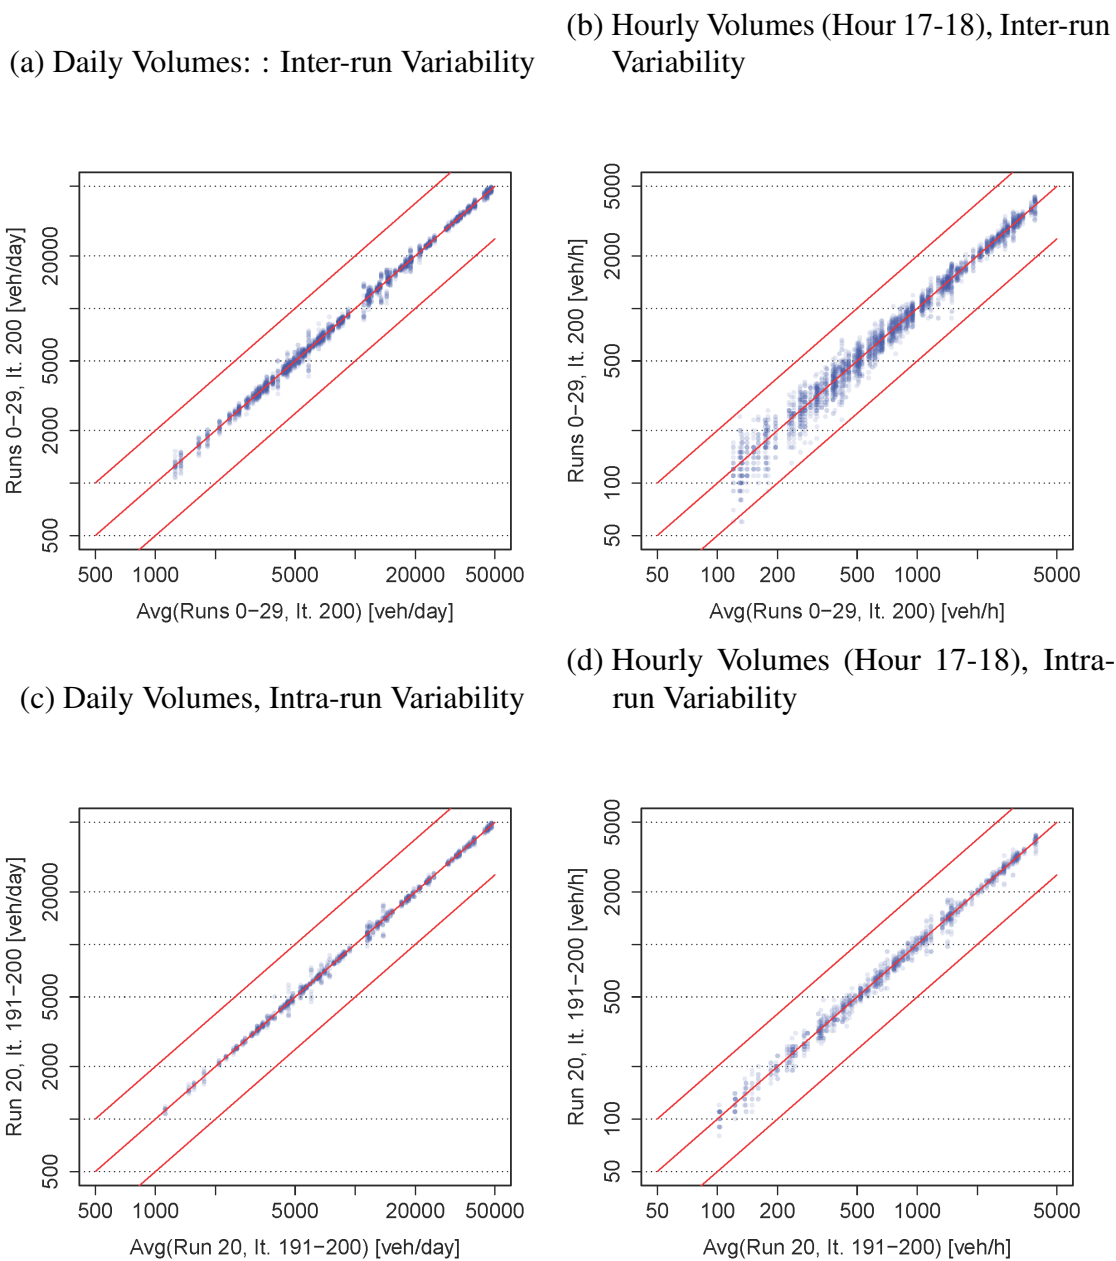 (a) Daily Volumes: : Inter-run Variability
(b) Hourly Volumes (Hour 17-18), Inter-run
Variability
Runs 0−29, It. 200 [veh/day]
500
2000
5000
20000
500 1000 5000 20000 50000
Avg(Runs 0−29, It. 200) [veh/day]
Runs 0−29, It. 200 [veh/h]
50
100
500
2000
5000
50 100 200 500 1000 5000
Avg(Runs 0−29, It. 200) [veh/h]
(c) Daily Volumes, Intra-run Variability
(d) Hourly Volumes (Hour 17-18), Intra-
run Variability
Run 20, It. 191−200 [veh/day]
500
2000
5000
20000
500 1000 5000 20000 50000
Avg(Run 20, It. 191−200) [veh/day]
Run 20, It. 191−200 [veh/h]
50
100
500
2000
5000
50 100 200 500 1000 5000
Avg(Run 20, It. 191−200) [veh/h]